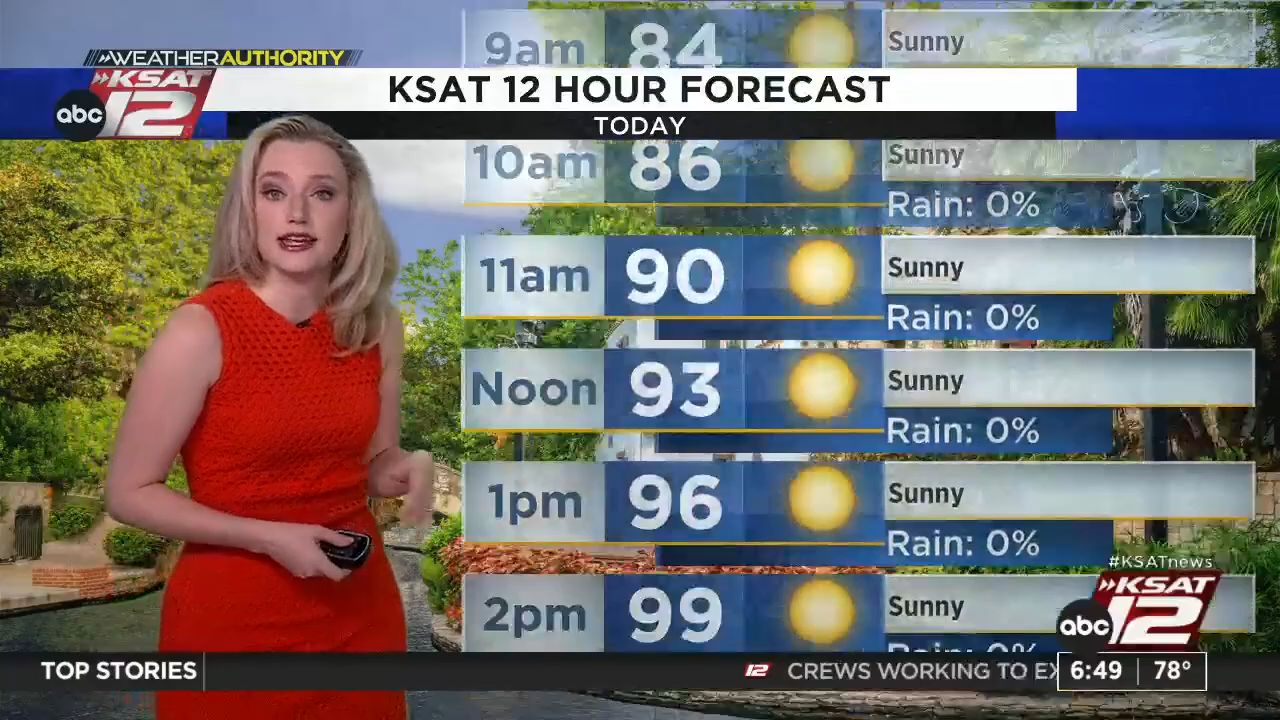 WEATHERAUTHORITY
KSAT
abc 12
9am 84 Sunny
KSAT 12 HOUR FORECAST
TODAY
10am 86 Sunny
Rain: 0%
11am 90 Sunny
Rain: 0%
Noon 93 Sunny
Rain: 0%
1pm 96 Sunny
Rain: 0%
#KSATnews
2pm 99 Sunny
KSAT
abc 12
Rain: 0%
TOP STORIES 12 CREWS WORKING TO EX 6:49 78°